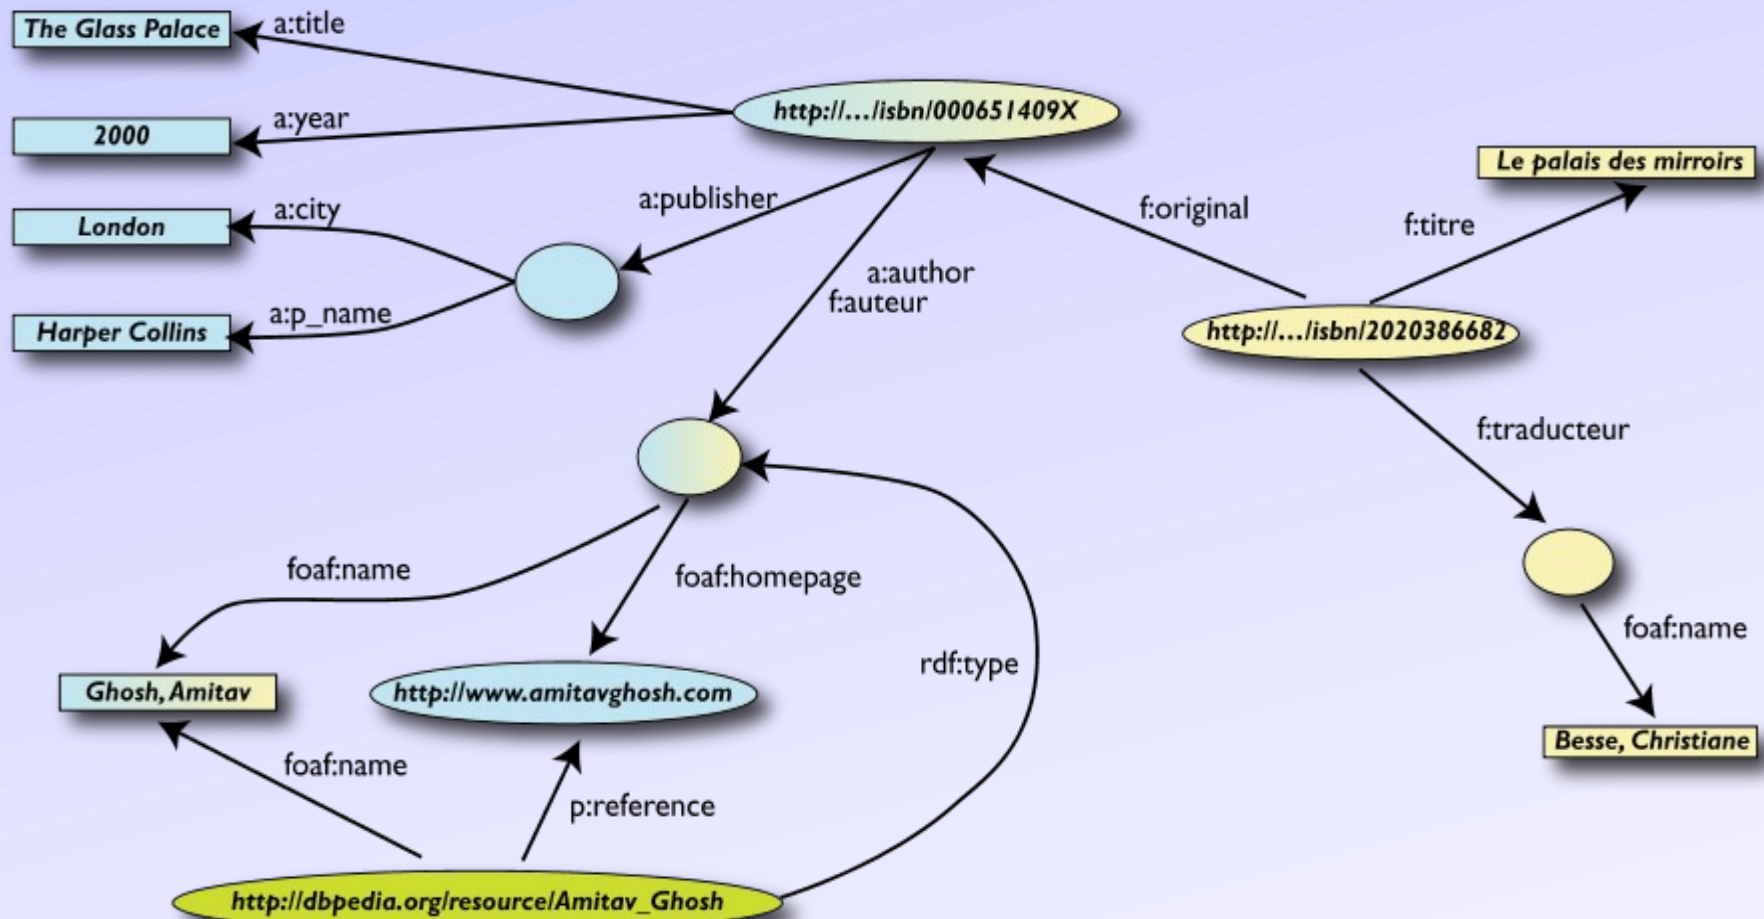 The Glass Palace
a:title
http://.../isbn/000651409X
2000
a:year
Le palais des mirroirs
London
a:city
a:publisher
f:original
f:titre
a:author
f:auteur
Harper Collins
a:p_name
http://.../isbn/2020386682
f:traducteur
foaf:name
foaf:homepage
foaf:name
rdf:type
Ghosh, Amitav
http://www.amitavghosh.com
Besse, Christiane
foaf:name
p:reference
http://dbpedia.org/resource/Amitav_Ghosh